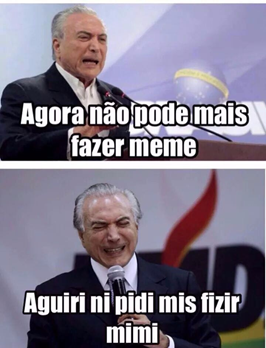 Agora não pode mais
fazer meme
Aguiri ni pidi mis fizir
mimi